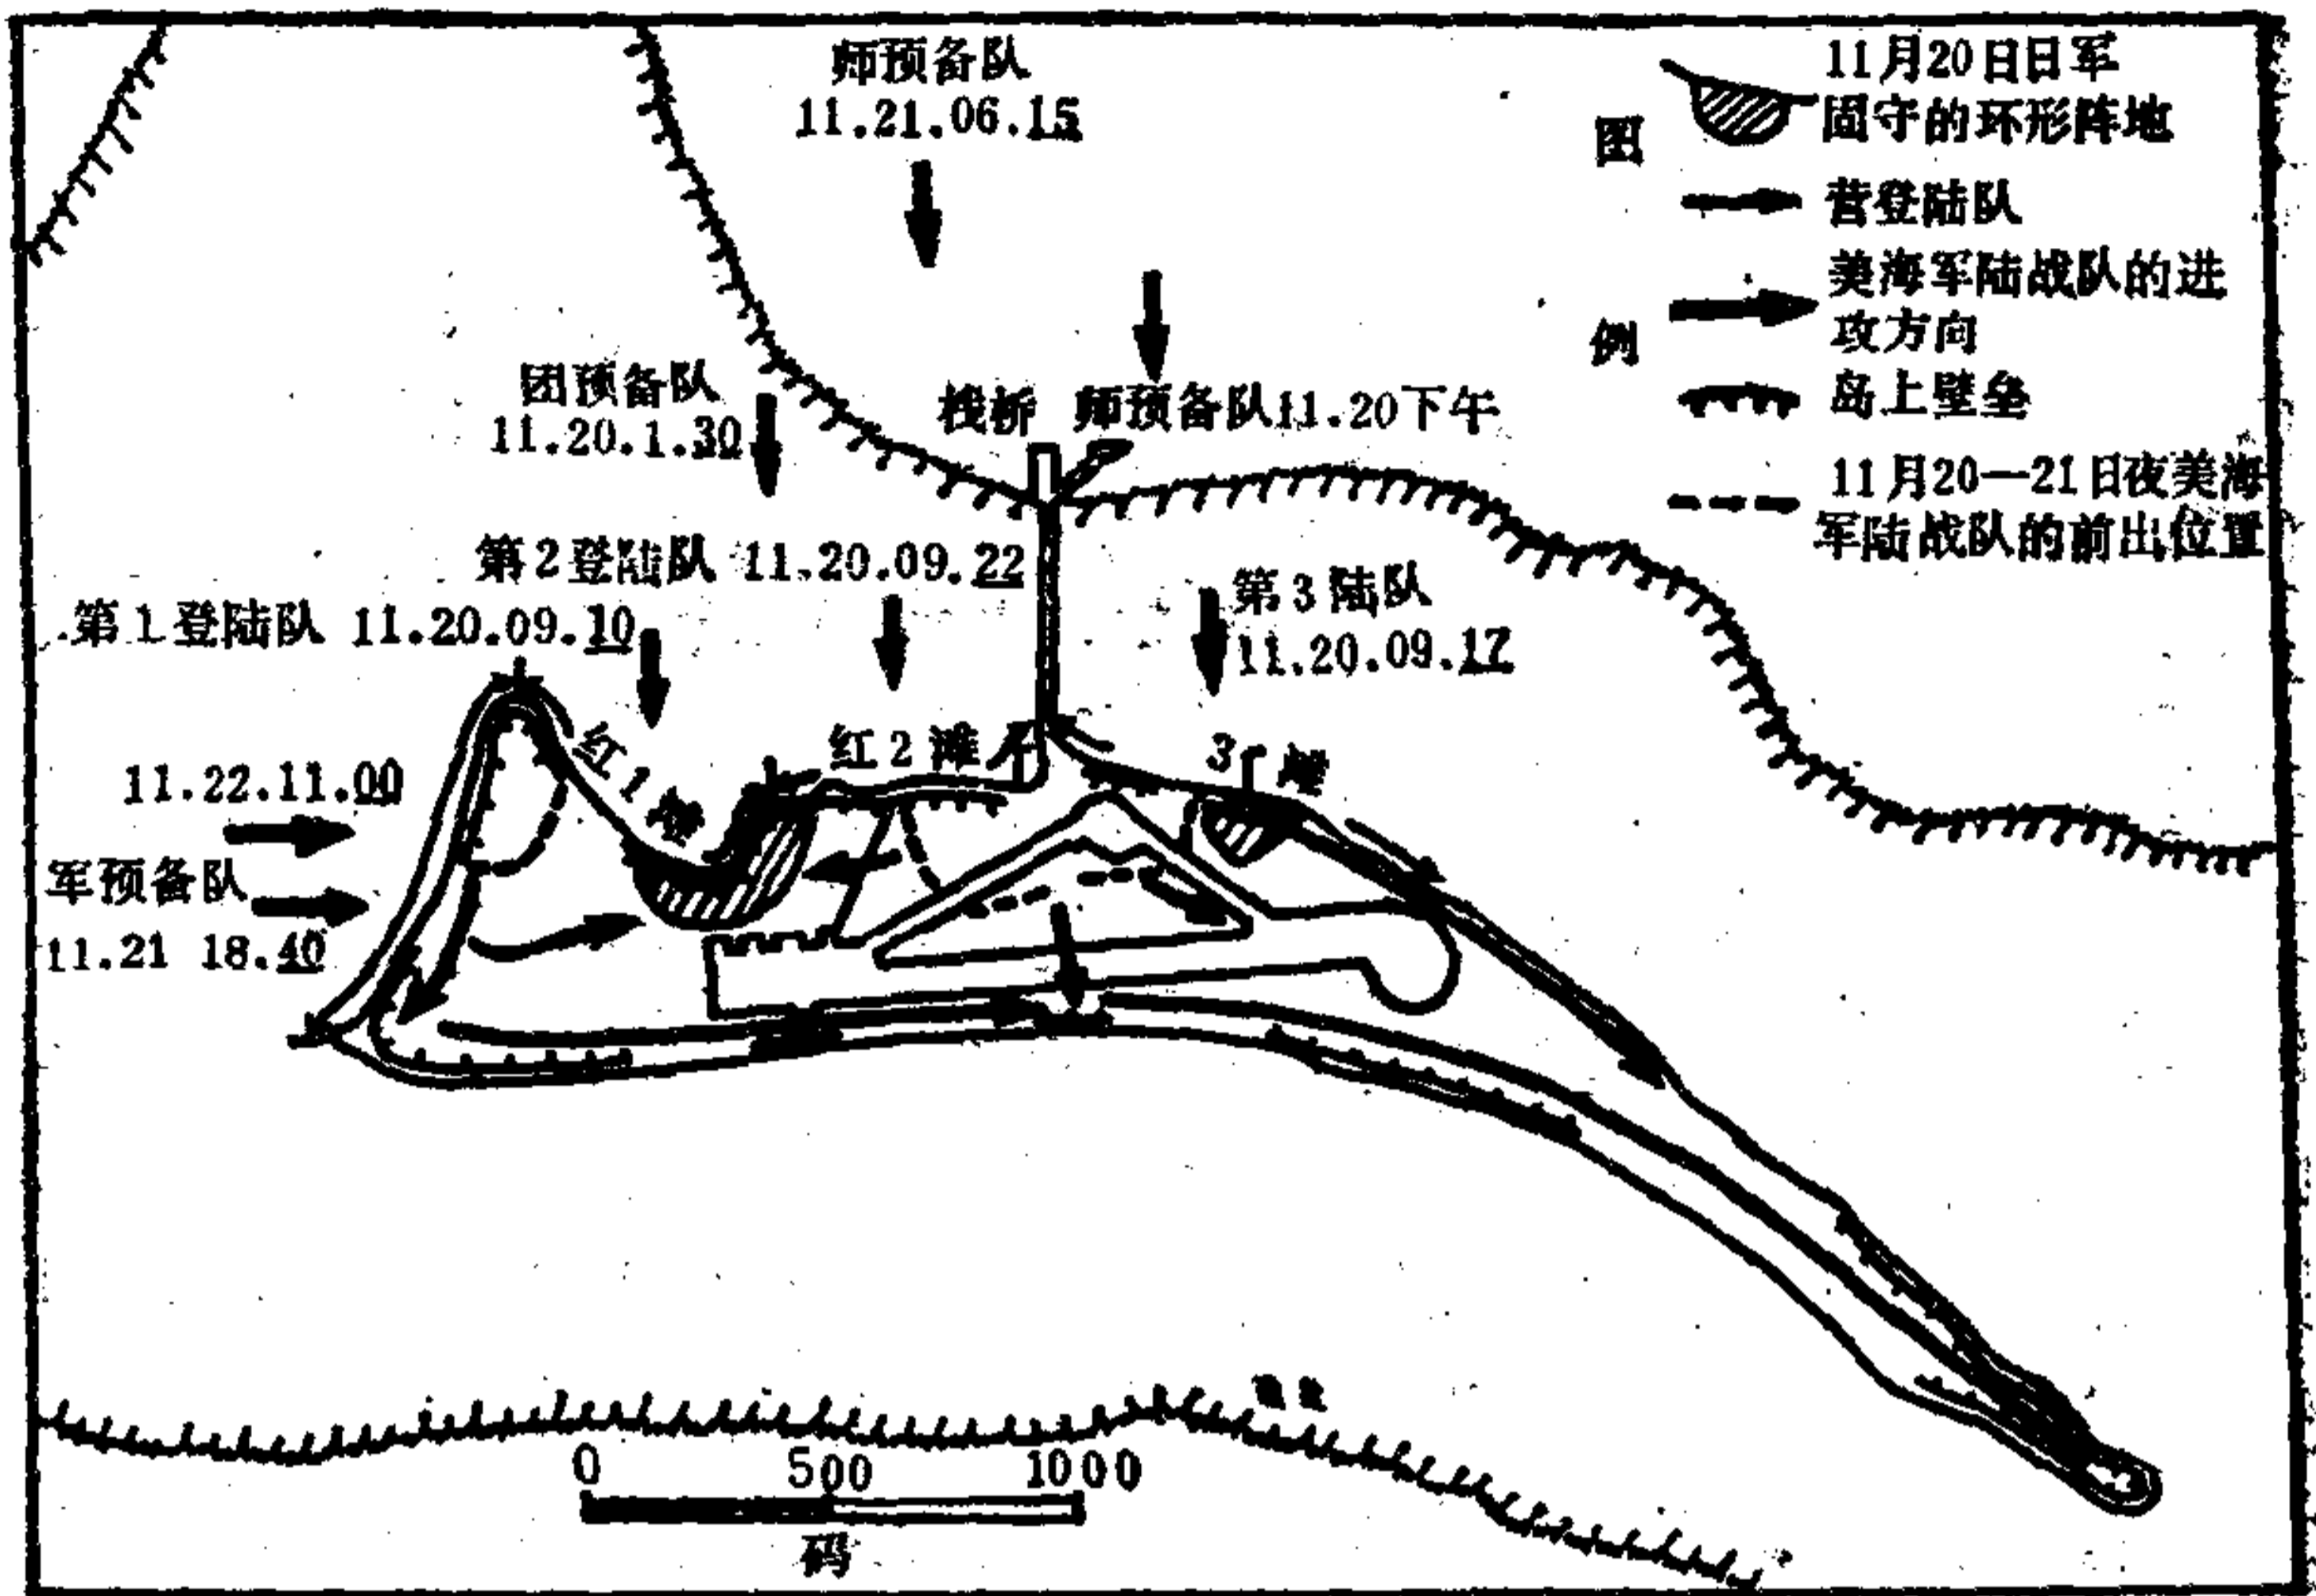 师预备队
11.21.06.15
图例
11月20日日军
固守的环形阵地
营登陆队
美海军陆战队的进
攻方向
岛上壁垒
11月20—21日夜美海
军陆战队的前出位置
团预备队
11.20.1.30
栈桥
师预备队11.20下午
第2登陆队 11.20.09.22
第3陆队
11.20.09.17
第1登陆队 11.20.09.10
红1滩
红2滩
3滩
11.22.11.00
军预备队
11.21 18.40
0 500 1000
码